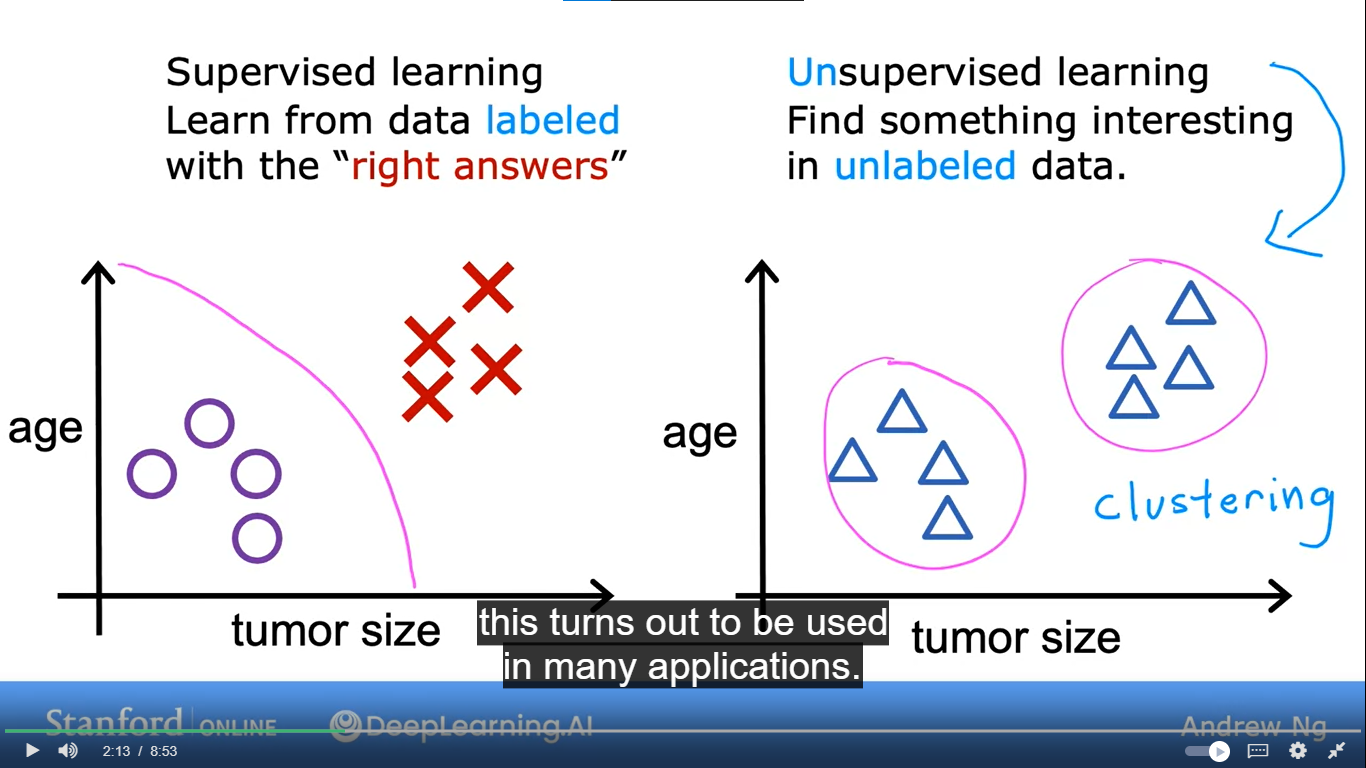 Supervised learning
Learn from data labeled
with the “right answers”
age
tumor size
Unsupervised learning
Find something interesting
in unlabeled data.
age
clustering
tumor size
this turns out to be used
in many applications.
Stanford ONLINE
DeepLearning.AI
Andrew Ng
2:13 / 8:53